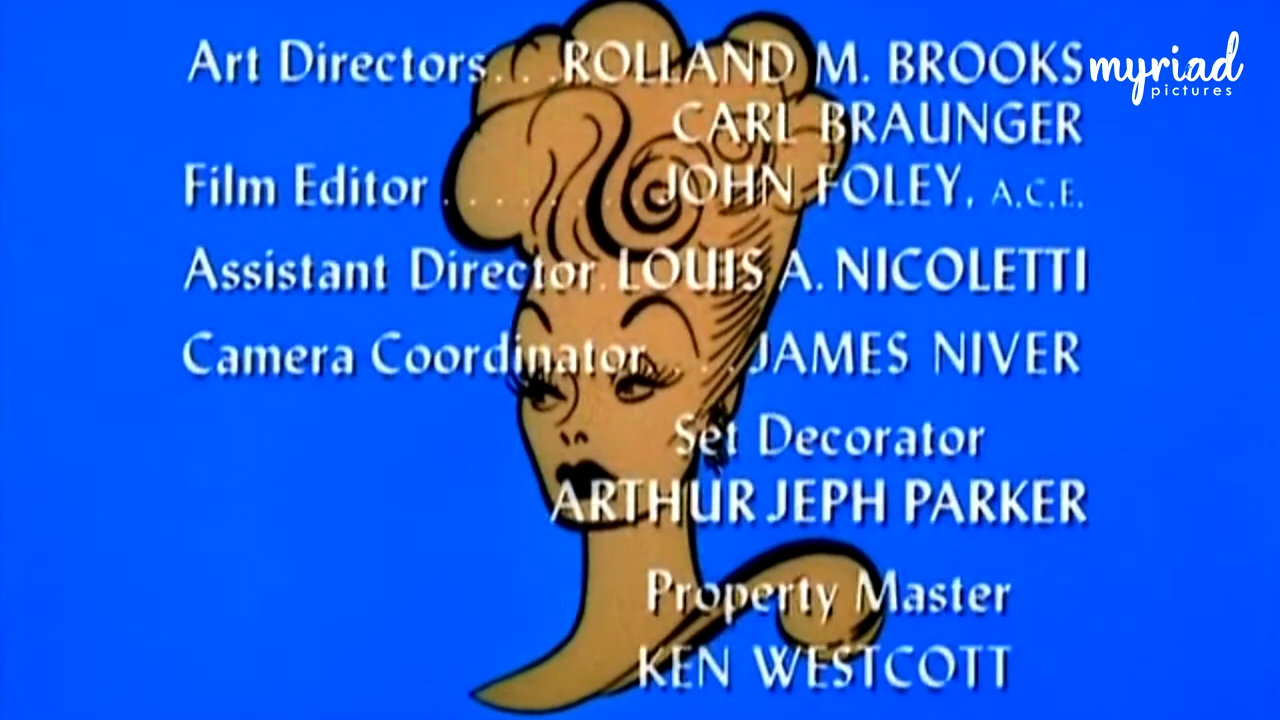 Art Directors. . .ROLLAND M. BROOKS
CARL BRAUNGER
Film Editor . . . . . . . . . JOHN FOLEY, A.C.E.
Assistant Director. LOUIS A. NICOLETTI
Camera Coordinator. . . .JAMES NIVER
Set Decorator
ARTHUR JEPH PARKER
Property Master
KEN WESTCOTT
myriad
pictures